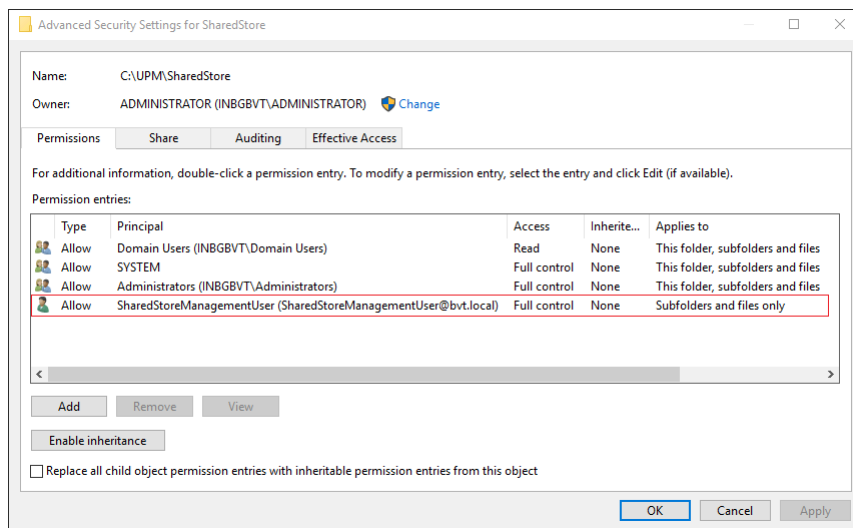 Advanced Security Settings for SharedStore
Name: C:\UPM\SharedStore
Owner: ADMINISTRATOR (INBGBVT\ADMINISTRATOR) Change
Permissions Share Auditing Effective Access
For additional information, double-click a permission entry. To modify a permission entry, select the entry and click Edit (if available).
Permission entries:
Type Principal Access Inherite... Applies to
Allow Domain Users (INBGBVT\Domain Users) Read None This folder, subfolders and files
Allow SYSTEM Full control None This folder, subfolders and files
Allow Administrators (INBGBVT\Administrators) Full control None This folder, subfolders and files
Allow SharedStoreManagementUser (SharedStoreManagementUser@bvt.local) Full control None Subfolders and files only
Add Remove View
Enable inheritance
Replace all child object permission entries with inheritable permission entries from this object
OK Cancel Apply